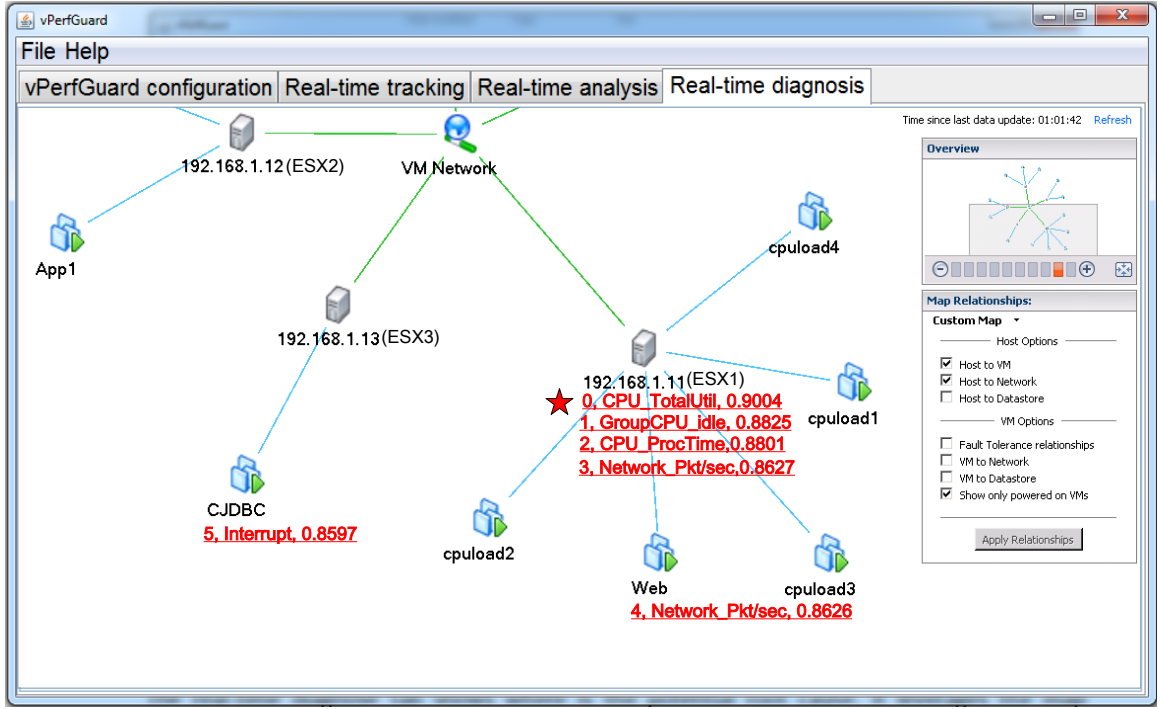 vPerfGuard
File Help
vPerfGuard configuration Real-time tracking Real-time analysis Real-time diagnosis
Time since last data update: 01:01:42 Refresh
192.168.1.12 (ESX2)
VM Network
App1
192.168.1.13 (ESX3)
cpuload4
192.168.1.11 (ESX1)
0, CPU_TotalUtil, 0.9004
1, GroupCPU_idle, 0.8825
2, CPU_ProcTime,0.8801
3, Network_Pkt/sec,0.8627
cpuload1
CJDBC
5, Interrupt, 0.8597
cpuload2
Web
4, Network_Pkt/sec, 0.8626
cpuload3
Overview
Map Relationships:
Custom Map
Host Options
Host to VM
Host to Network
Host to Datastore
VM Options
Fault Tolerance relationships
VM to Network
VM to Datastore
Show only powered on VMs
Apply Relationships